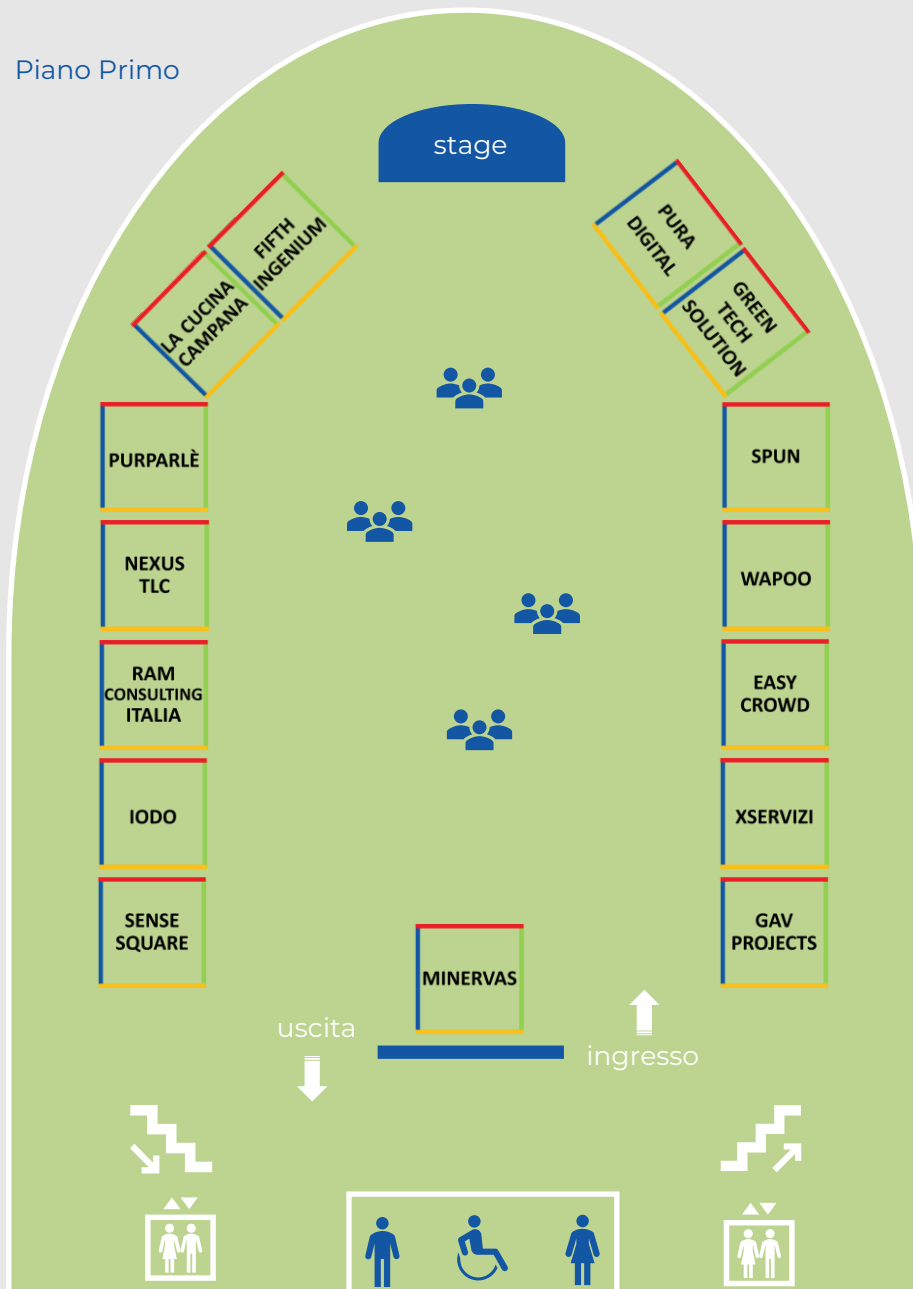 Piano Primo
stage
FIFTH
INGENIUM
LA CUCINA
CAMPANA
PURA
DIGITAL
GREEN
TECH
SOLUTION
PURPARLÈ
SPUN
NEXUS
TLC
WAPOO
RAM
CONSULTING
ITALIA
EASY
CROWD
IODO
XSERVIZI
SENSE
SQUARE
MINERVAS
GAV
PROJECTS
uscita
ingresso